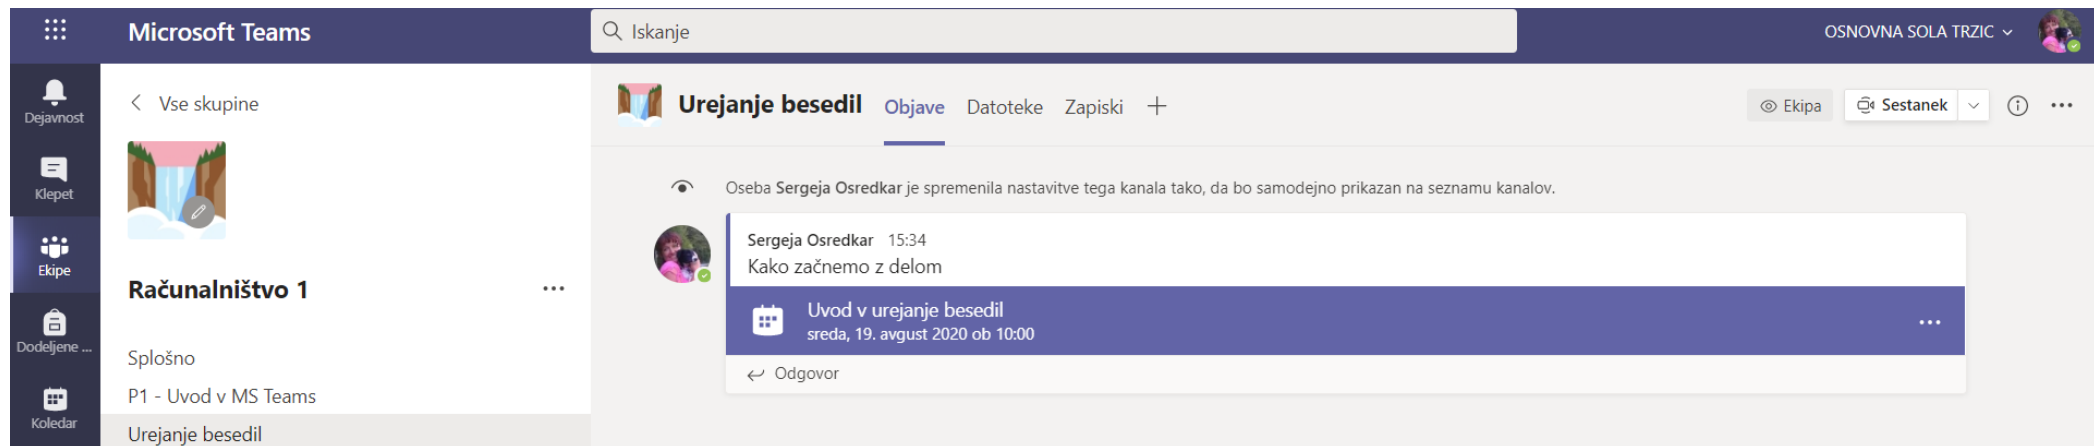 Microsoft Teams
Iskanje
OSNOVNA SOLA TRZIC
Dejavnost
Klepet
Ekipe
Dodeljene ...
Koledar
Vse skupine
Računalništvo 1
Splošno
P1 - Uvod v MS Teams
Urejanje besedil
Urejanje besedil Objave Datoteke Zapiski
Ekipa Sestanek
Oseba Sergeja Osredkar je spremenila nastavitve tega kanala tako, da bo samodejno prikazan na seznamu kanalov.
Sergeja Osredkar 15:34
Kako začnemo z delom
Uvod v urejanje besedil
sreda, 19. avgust 2020 ob 10:00
Odgovor